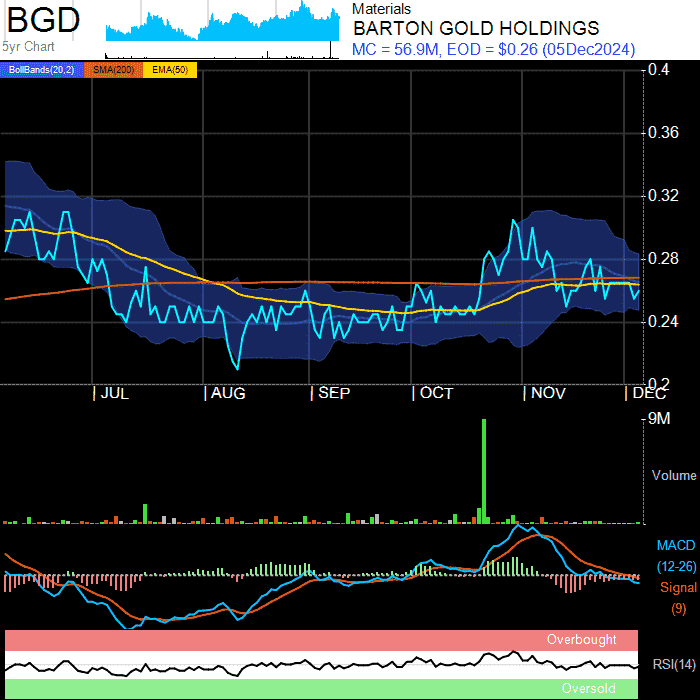 BGD
5yr Chart
Materials
BARTON GOLD HOLDINGS
MC = 56.9M, EOD = $0.26 (05Dec2024)
BollBands(20,2) SMA(200) EMA(50)
0.4
0.36
0.32
0.28
0.24
0.2
JUL AUG SEP OCT NOV DEC
9M
Volume
MACD
(12-26)
Signal
(9)
Overbought
RSI(14)
Oversold